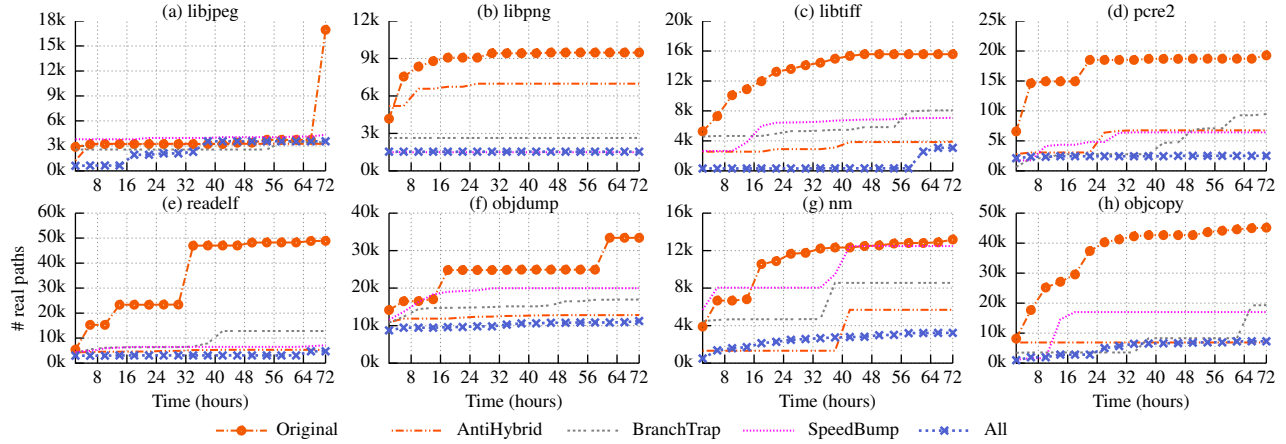 (a) libjpeg (b) libpng (c) libtiff (d) pcre2
18k 12k 20k 25k
15k 16k 20k
12k 9k 12k 15k
9k 6k 8k 10k
6k 3k 4k 5k
3k
0k 0k 0k 0k
8 16 24 32 40 48 56 64 72 8 16 24 32 40 48 56 64 72 8 16 24 32 40 48 56 64 72 8 16 24 32 40 48 56 64 72
(e) readelf (f) objdump (g) nm (h) objcopy
# real paths
60k 40k 16k 50k
50k 30k 12k 40k
40k 20k 8k 30k
30k 10k 4k 20k
20k 10k
10k
0k 0k 0k 0k
8 16 24 32 40 48 56 64 72 8 16 24 32 40 48 56 64 72 8 16 24 32 40 48 56 64 72 8 16 24 32 40 48 56 64 72
Time (hours) Time (hours) Time (hours) Time (hours)
Original AntiHybrid BranchTrap SpeedBump All